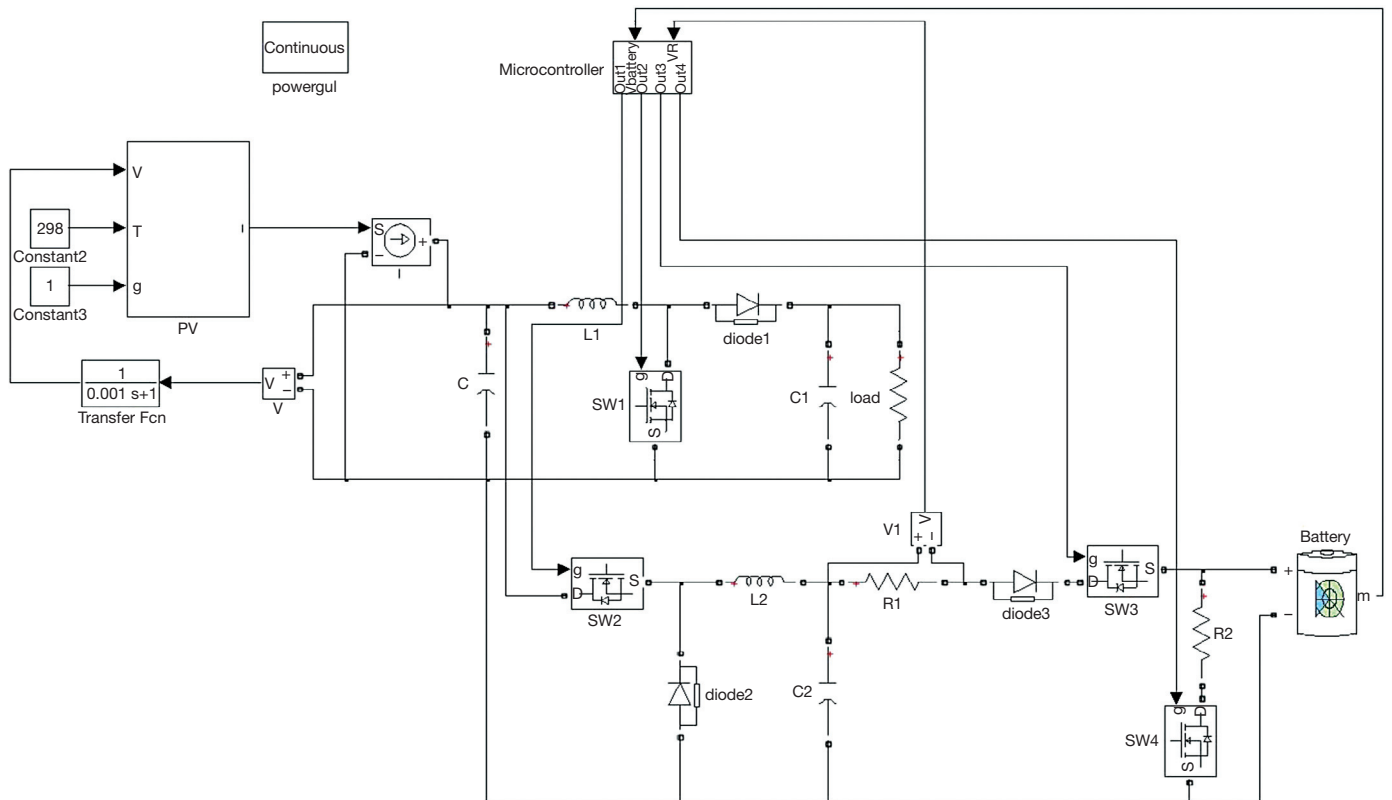 Continuous
powergul
Microcontroller
Out1
Vbattery
Out2
Out3
VR
Out4
V
T
g
I
PV
298
Constant2
1
Constant3
1
0.001 s+1
Transfer Fcn
V
+
−
V
S
−
+
I
L1
diode1
C
g
D
S
SW1
C1
load
V
+
−
V1
g
D
S
SW2
L2
R1
diode3
g
D
S
SW3
Battery
+
−
m
R2
diode2
C2
g
D
S
SW4